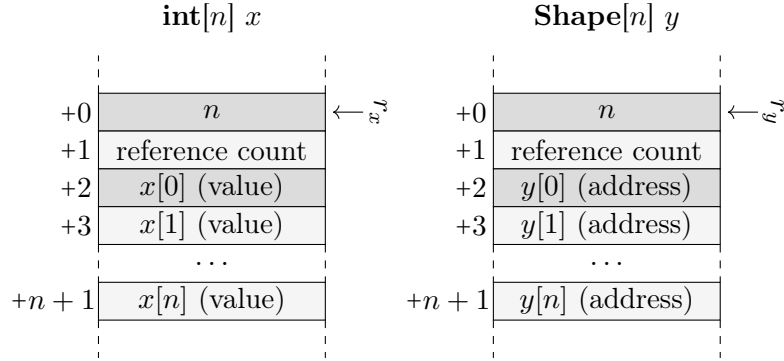 int[n] x
+0 n r_x
+1 reference count
+2 x[0] (value)
+3 x[1] (value)
...
+n + 1 x[n] (value)
Shape[n] y
+0 n r_y
+1 reference count
+2 y[0] (address)
+3 y[1] (address)
...
+n + 1 y[n] (address)